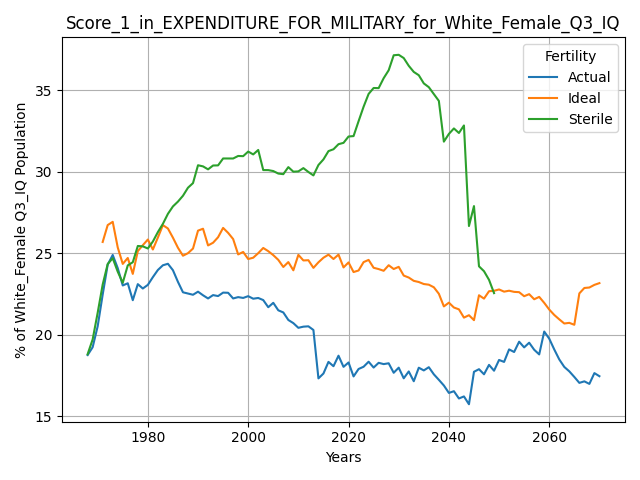 Score_1_in_EXPENDITURE_FOR_MILITARY_for_White_Female_Q3_IQ
Fertility
Actual
Ideal
Sterile
% of White_Female Q3_IQ Population
35
30
25
20
15
1980
2000
2020
2040
2060
Years